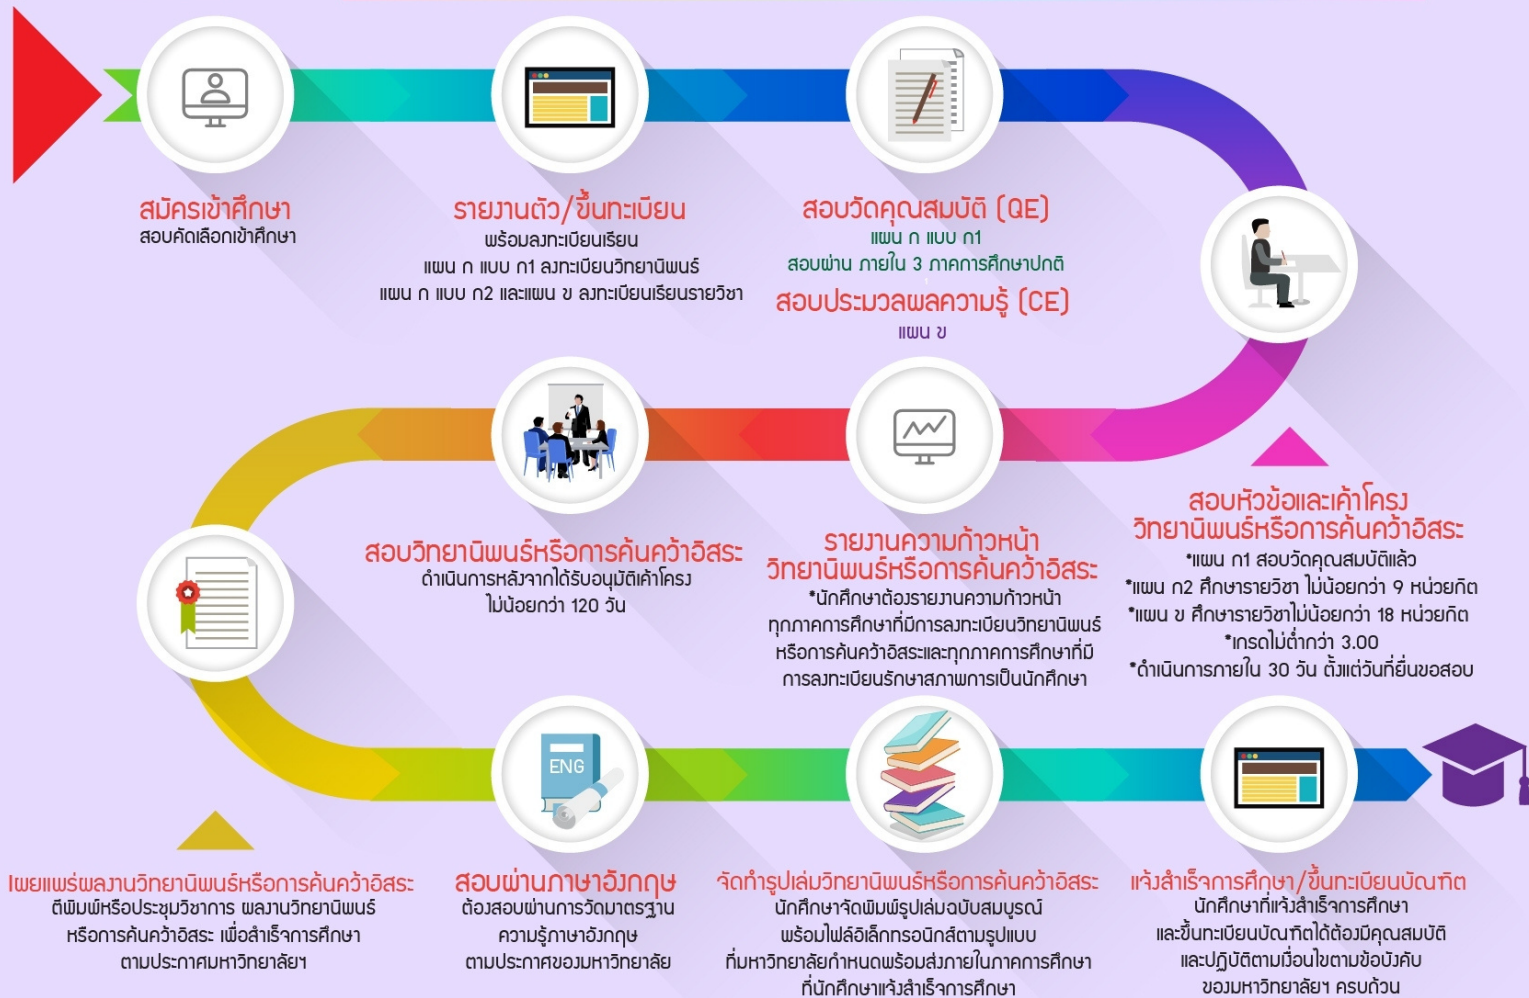 สมัครเข้าศึกษา
สอบคัดเลือกเข้าศึกษา
รายงานตัว/ขึ้นทะเบียน
พร้อมลงทะเบียนเรียน
แผน ก แบบ ก1 ลงทะเบียนวิทยานิพนธ์
แผน ก แบบ ก2 และแผน ข ลงทะเบียนเรียนรายวิชา
สอบวัดคุณสมบัติ (QE)
แผน ก แบบ ก1
สอบผ่าน ภายใน 3 ภาคการศึกษาปกติ
สอบประมวลผลความรู้ (CE)
แผน ข
สอบหัวข้อและเค้าโครง
วิทยานิพนธ์หรือการค้นคว้าอิสระ
*แผน ก1 สอบวัดคุณสมบัติแล้ว
*แผน ก2 ศึกษารายวิชา ไม่น้อยกว่า 9 หน่วยกิต
*แผน ข ศึกษารายวิชาไม่น้อยกว่า 18 หน่วยกิต
*เกรดไม่ต่ำกว่า 3.00
*ดำเนินการภายใน 30 วัน ตั้งแต่วันที่ยื่นขอสอบ
รายงานความก้าวหน้า
วิทยานิพนธ์หรือการค้นคว้าอิสระ
*นักศึกษาต้องรายงานความก้าวหน้า
ทุกภาคการศึกษาที่มีการลงทะเบียนวิทยานิพนธ์
หรือการค้นคว้าอิสระและทุกภาคการศึกษาที่มี
การลงทะเบียนรักษาสภาพการเป็นนักศึกษา
สอบวิทยานิพนธ์หรือการค้นคว้าอิสระ
ดำเนินการหลังจากได้รับอนุมัติเค้าโครง
ไม่น้อยกว่า 120 วัน
เผยแพร่ผลงานวิทยานิพนธ์หรือการค้นคว้าอิสระ
ตีพิมพ์หรือประชุมวิชาการ ผลงานวิทยานิพนธ์
หรือการค้นคว้าอิสระ เพื่อสำเร็จการศึกษา
ตามประกาศมหาวิทยาลัยฯ
ENG
สอบผ่านภาษาอังกฤษ
ต้องสอบผ่านการวัดมาตรฐาน
ความรู้ภาษาอังกฤษ
ตามประกาศของมหาวิทยาลัย
จัดทำรูปเล่มวิทยานิพนธ์หรือการค้นคว้าอิสระ
นักศึกษาจัดพิมพ์รูปเล่มฉบับสมบูรณ์
พร้อมไฟล์อิเล็กทรอนิกส์ตามรูปแบบ
ที่มหาวิทยาลัยกำหนดพร้อมส่งภายในภาคการศึกษา
ที่นักศึกษาแจ้งสำเร็จการศึกษา
แจ้งสำเร็จการศึกษา/ขึ้นทะเบียนบัณฑิต
นักศึกษาที่แจ้งสำเร็จการศึกษา
และขึ้นทะเบียนบัณฑิตได้ต้องมีคุณสมบัติ
และปฏิบัติตามเงื่อนไขตามข้อบังคับ
ของมหาวิทยาลัยฯ ครบถ้วน